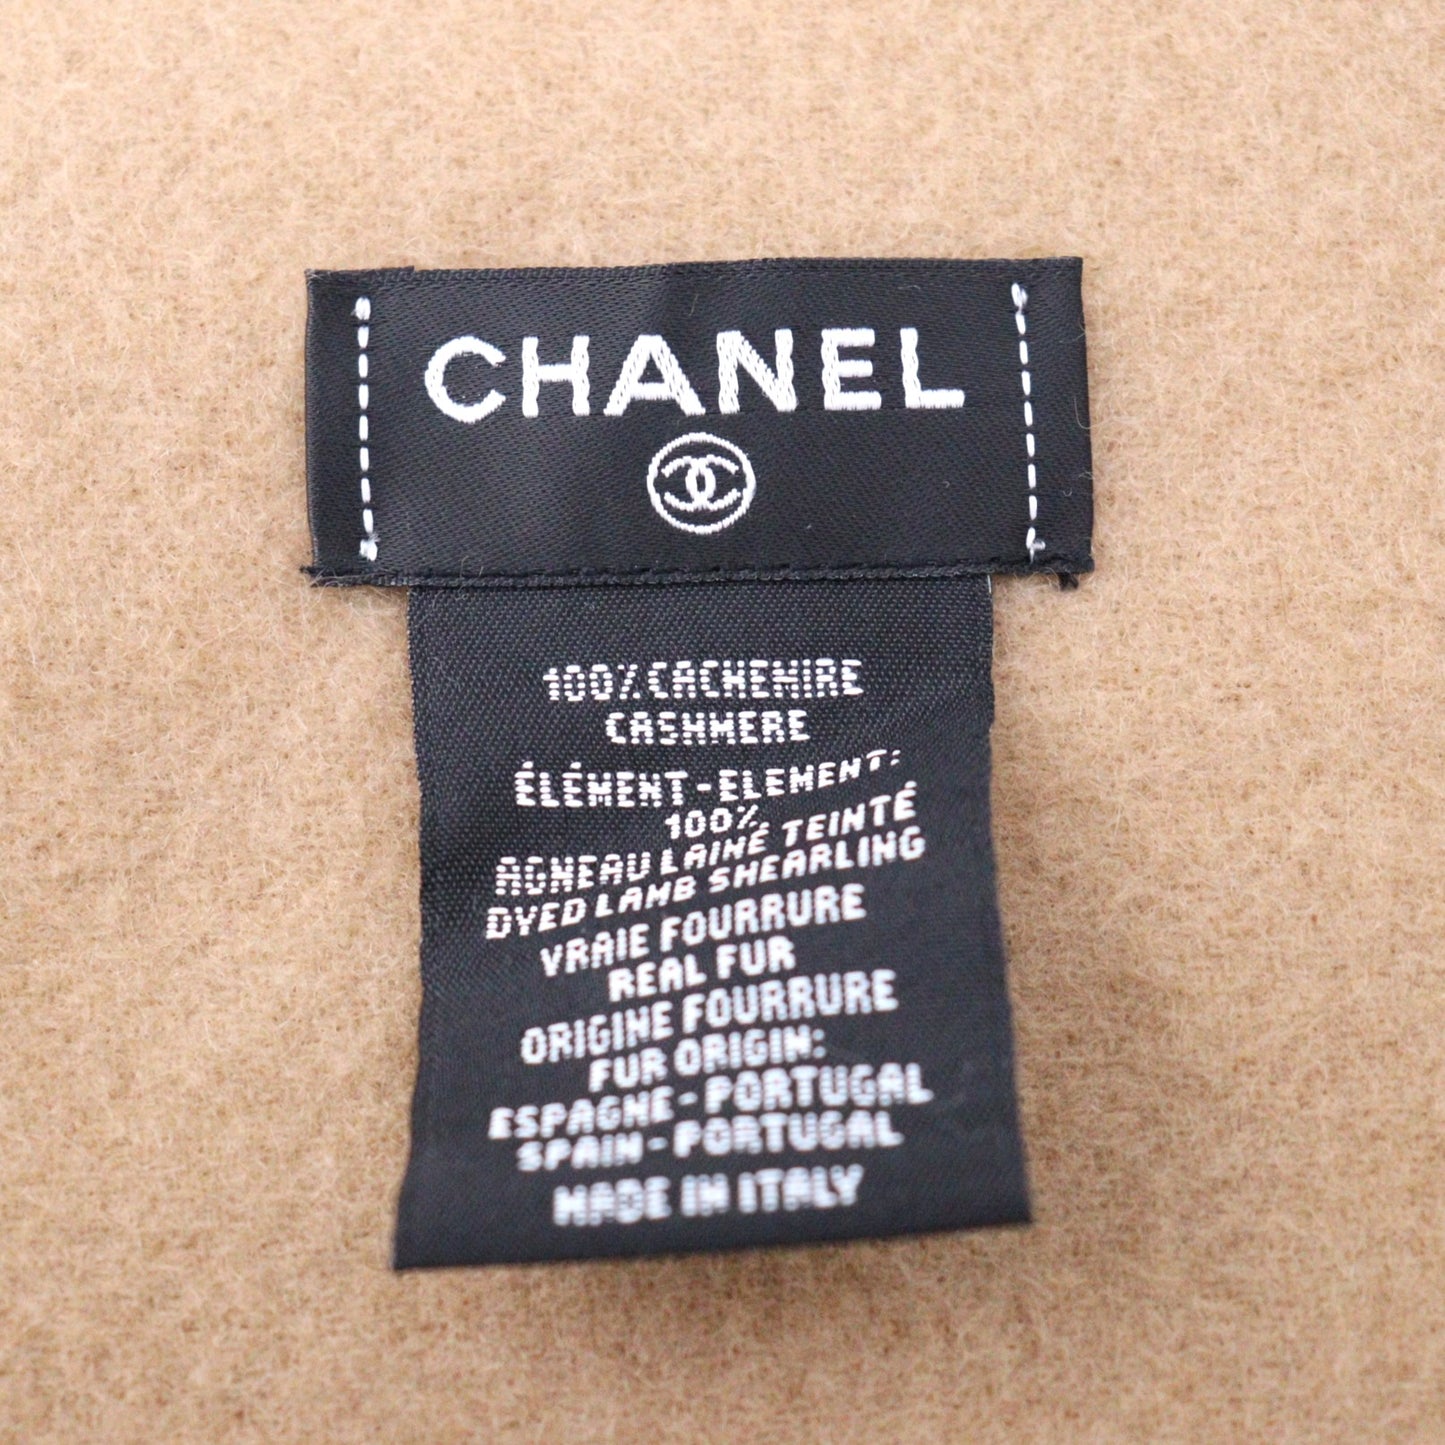 CHANEL
100% CACHEMIRE
CASHMERE
ÉLÉMENT-ELEMENT:
100%
AGNEAU LAINÉ TEINTÉ
DYED LAMB SHEARLING
VRAIE FOURRURE
REAL FUR
ORIGINE FOURRURE
FUR ORIGIN:
ESPAGNE-PORTUGAL
SPAIN-PORTUGAL
MADE IN ITALY